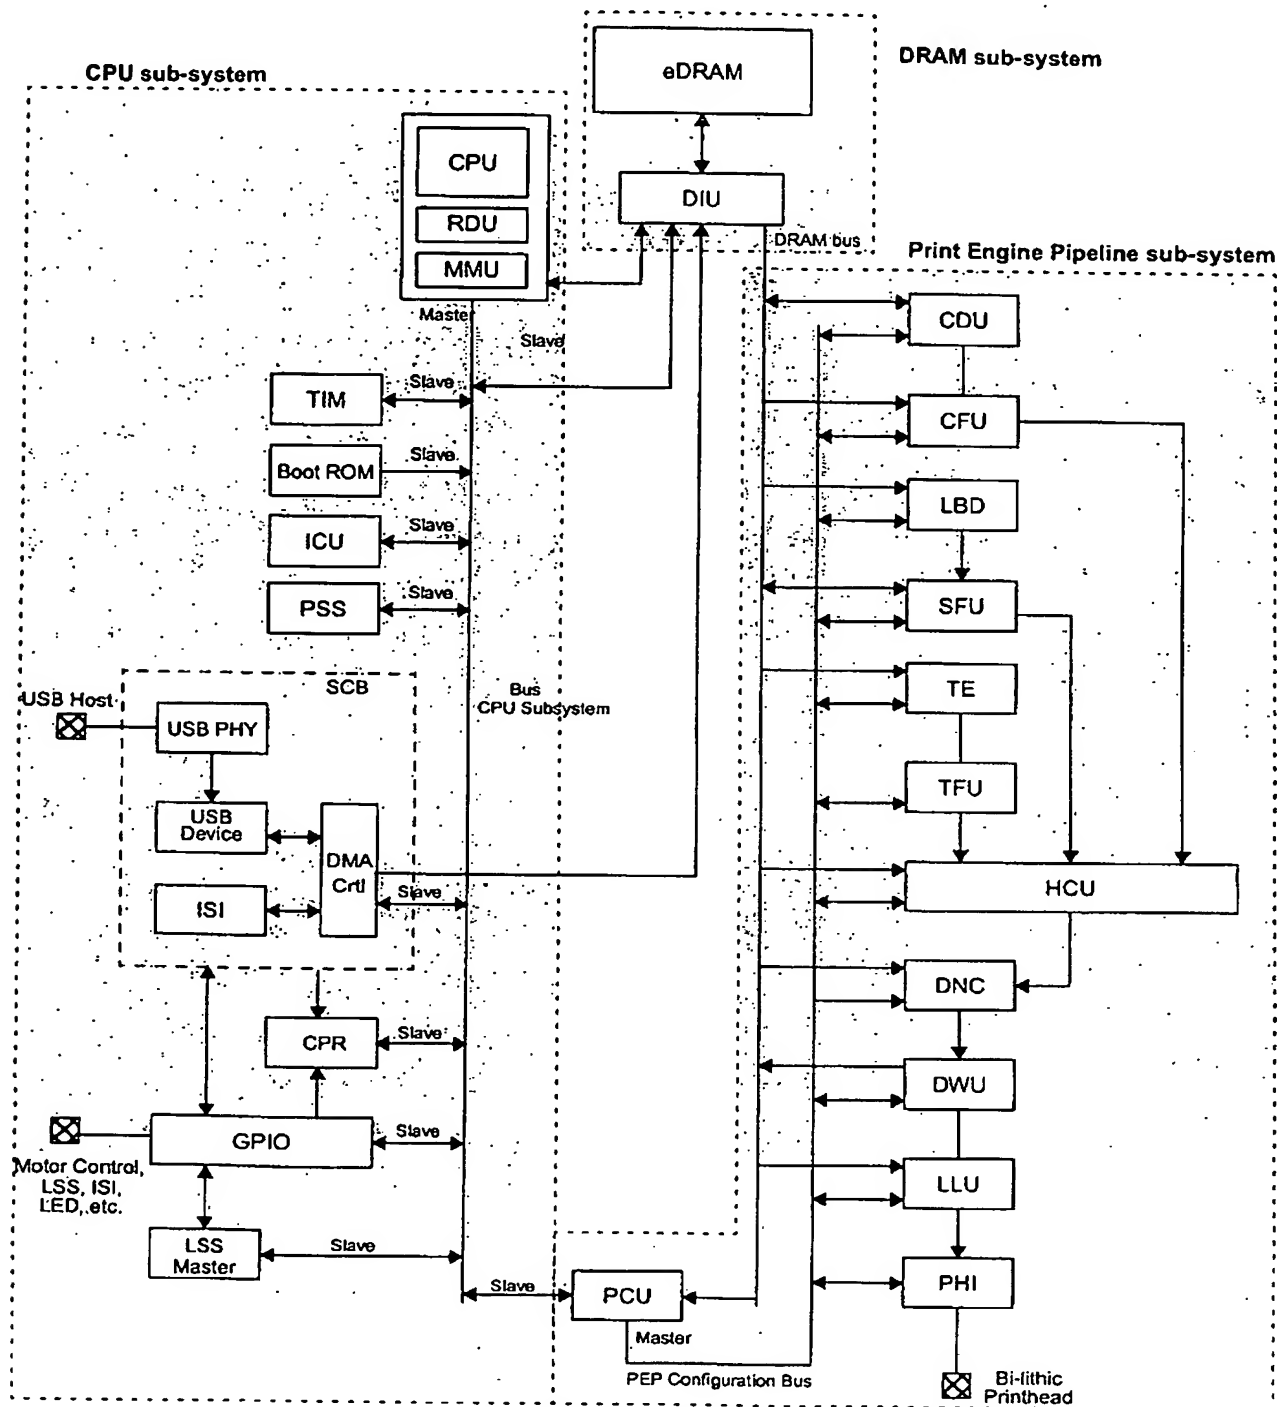 CPU sub-system
DRAM sub-system
eDRAM
CPU
RDU
MMU
DIU
DRAM bus
Print Engine Pipeline sub-system
Master
Slave
CDU
TIM
Slave
CFU
Boot ROM
Slave
LBD
ICU
Slave
PSS
Slave
SFU
SCB
TE
USB Host
USB PHY
Bus
CPU Subsystem
TFU
USB
Device
DMA
Crtl
Slave
ISI
HCU
DNC
CPR
Slave
DWU
GPIO
Slave
Motor Control,
LSS, ISI,
LED, etc.
LLU
LSS
Master
Slave
Slave
PCU
PHI
Master
PEP Configuration Bus
Bi-lithic
Printhead